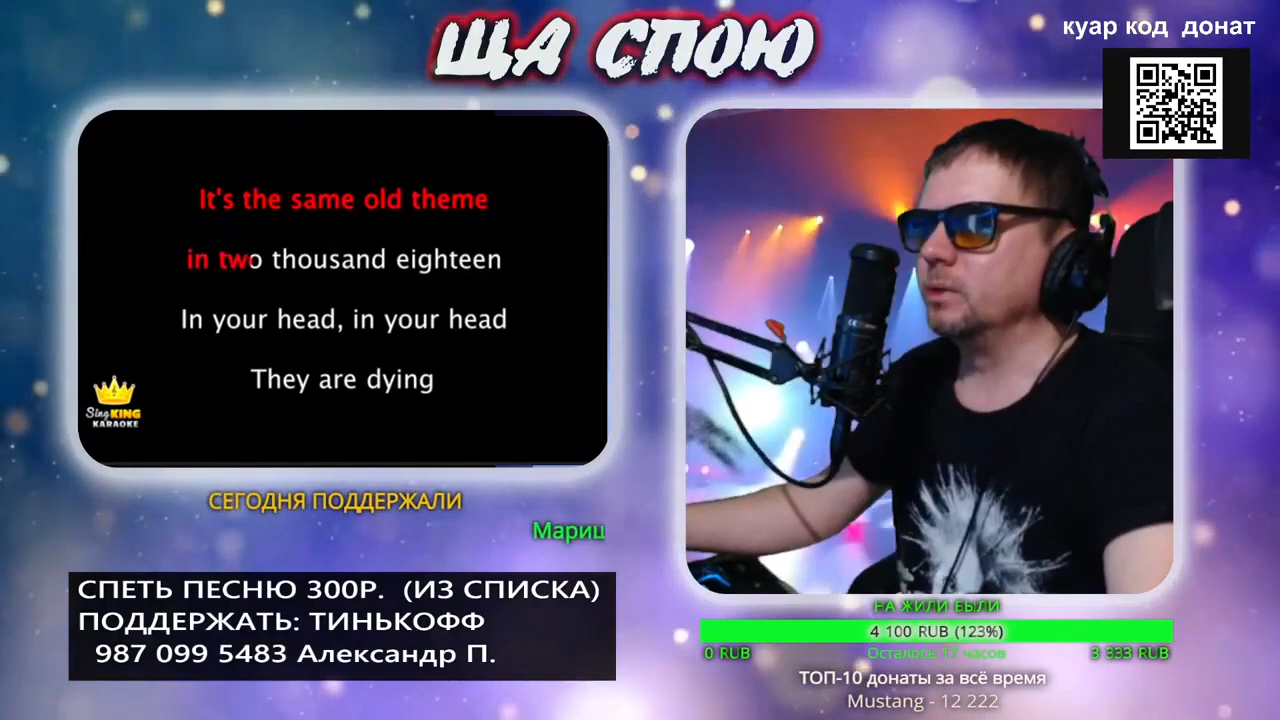 ЩА СПОЮ
куар код донат
It's the same old theme
in two thousand eighteen
In your head, in your head
They are dying
Sing KING
KARAOKE
СЕГОДНЯ ПОДДЕРЖАЛИ
Мариц
СПЕТЬ ПЕСНЮ 300Р. (ИЗ СПИСКА)
ПОДДЕРЖАТЬ: ТИНЬКОФФ
987 099 5483 Александр П.
НА ЖИЛИ БЫЛИ
4 100 RUB (123%)
0 RUB
Осталось 17 часов
3 333 RUB
ТОП-10 донаты за всё время
Mustang - 12 222